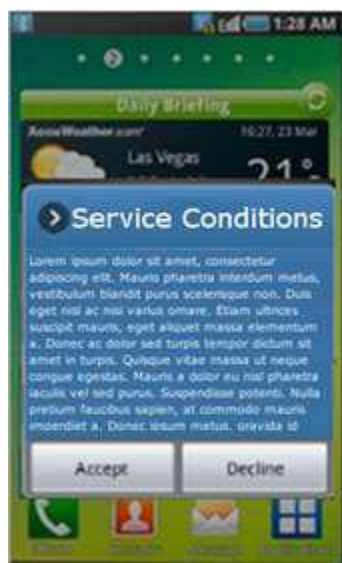 1:28 AM
Daily Briefing
AccuWeather.com 16:27, 23 Mar
Las Vegas
21°
Service Conditions
Lorem ipsum dolor sit amet, consectetur
adipiscing elit. Mauris pharetra interdum metus,
vestibulum blandit purus scelerisque non. Duis
eget nisl ac nisi varius ornare. Etiam ultrices
suscipit mauris, eget aliquet massa elementum
a. Donec ac dolor sed turpis tempor dictum sit
amet in turpis. Quisque vitae massa ut neque
congue egestas. Mauris a dolor eu nisl pharetra
iaculis vel sed purus. Suspendisse potenti. Nulla
pretium faucibus sapien, at commodo mauris
imperdiet a. Donec ipsum metus, gravida id
Accept Decline